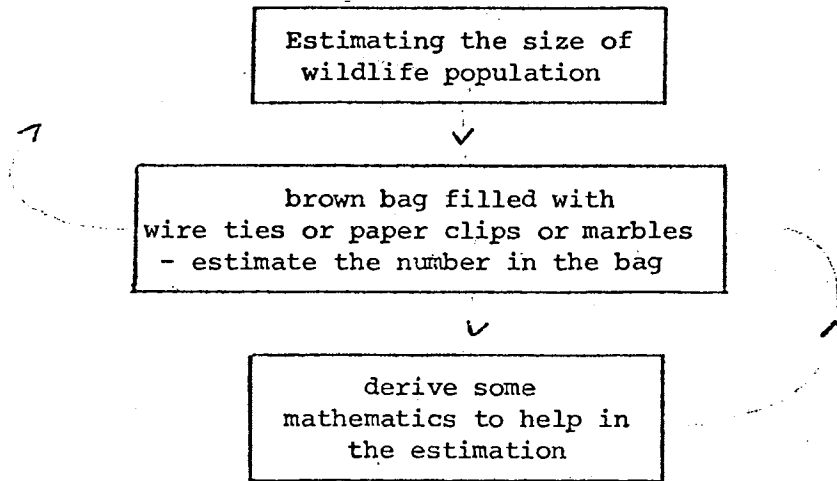 Estimating the size of
wildlife population
brown bag filled with
wire ties or paper clips or marbles
- estimate the number in the bag
derive some
mathematics to help in
the estimation